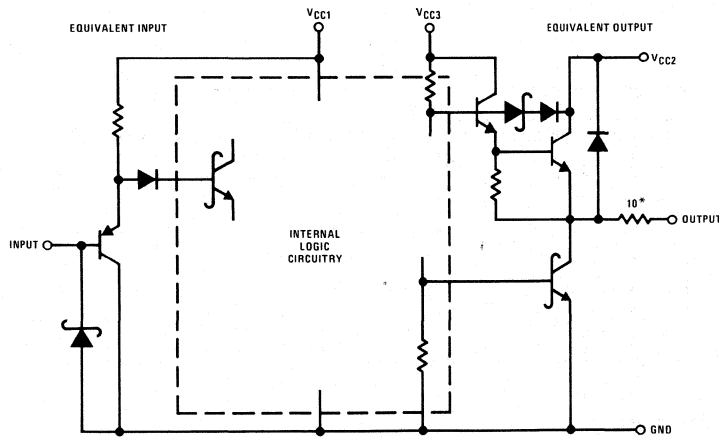 EQUIVALENT INPUT
VCC1
VCC3
EQUIVALENT OUTPUT
VCC2
10*
OUTPUT
INPUT
INTERNAL
LOGIC
CIRCUITRY
GND